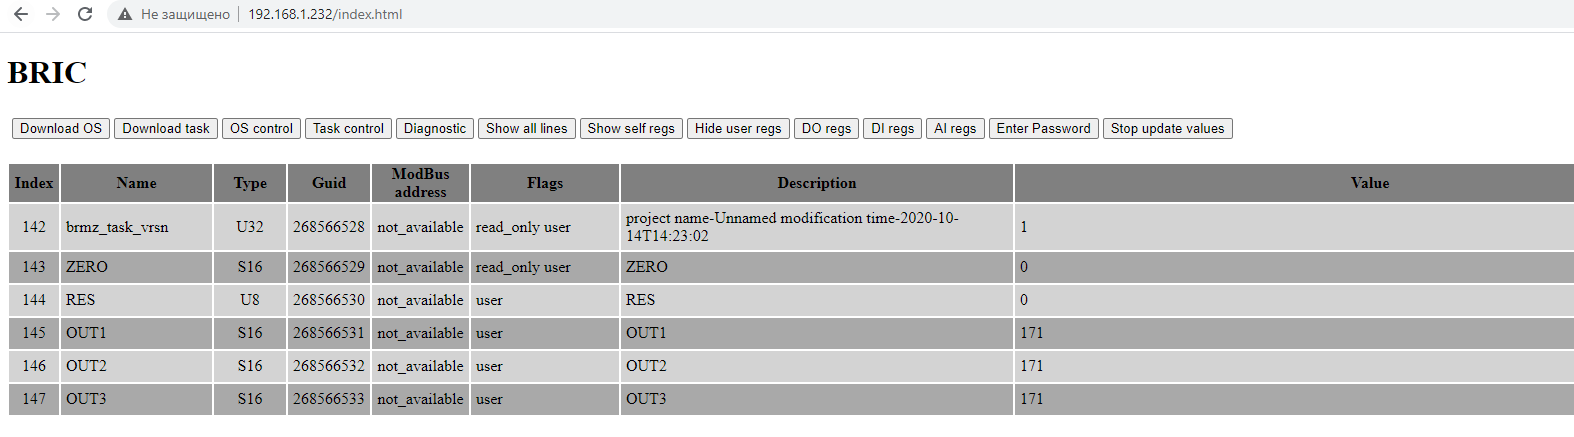 Не защищено 192.168.1.232/index.html
BRIC
Download OS Download task OS control Task control Diagnostic Show all lines Show self regs Hide user regs DO regs DI regs AI regs Enter Password Stop update values
Index Name Type Guid ModBus address Flags Description Value
142 brmz_task_vrsn U32 268566528 not_available read_only user project name-Unnamed modification time-2020-10-14T14:23:02 1
143 ZERO S16 268566529 not_available read_only user ZERO 0
144 RES U8 268566530 not_available user RES 0
145 OUT1 S16 268566531 not_available user OUT1 171
146 OUT2 S16 268566532 not_available user OUT2 171
147 OUT3 S16 268566533 not_available user OUT3 171